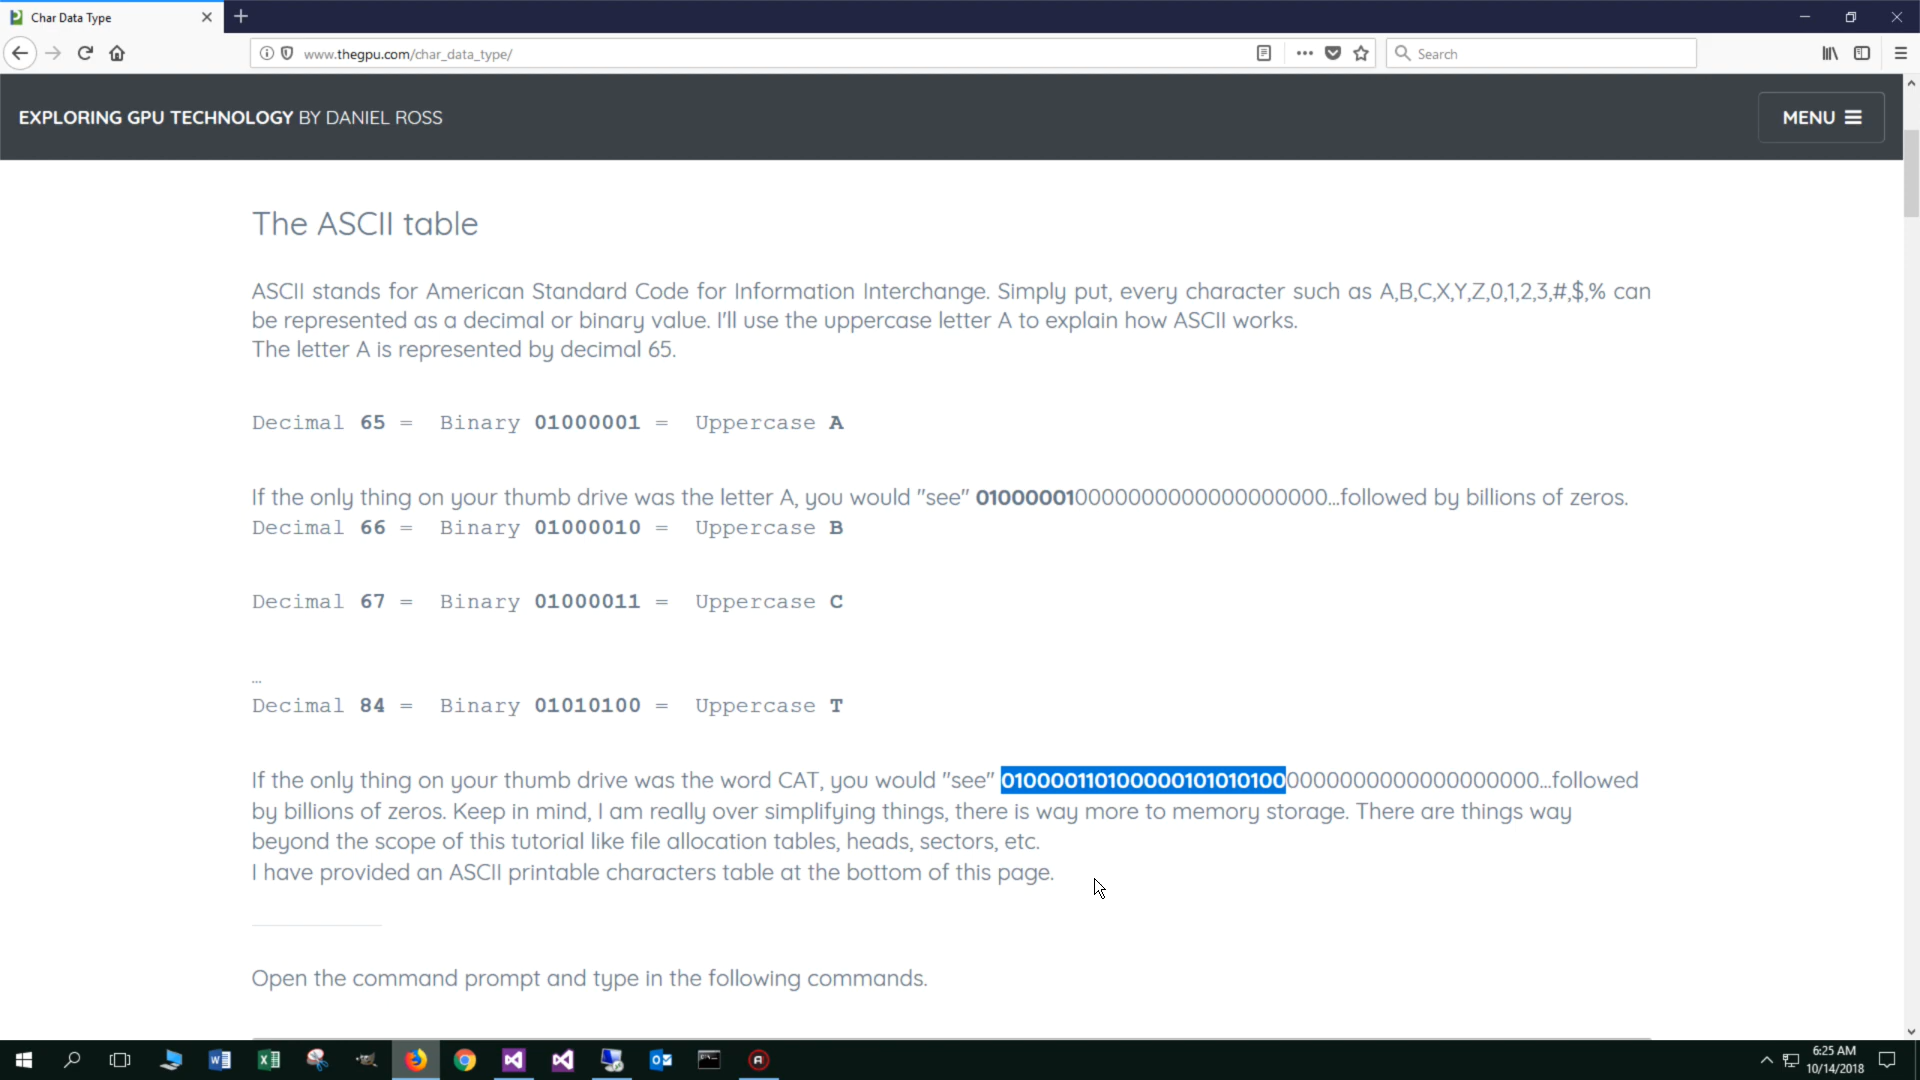 Char Data Type
www.thegpu.com/char_data_type/
Search
EXPLORING GPU TECHNOLOGY BY DANIEL ROSS
MENU
The ASCII table
ASCII stands for American Standard Code for Information Interchange. Simply put, every character such as A,B,C,X,Y,Z,0,1,2,3,#,$,% can
be represented as a decimal or binary value. I'll use the uppercase letter A to explain how ASCII works.
The letter A is represented by decimal 65.
Decimal 65 = Binary 01000001 = Uppercase A
If the only thing on your thumb drive was the letter A, you would "see" 010000010000000000000000000...followed by billions of zeros.
Decimal 66 = Binary 01000010 = Uppercase B
Decimal 67 = Binary 01000011 = Uppercase C
...
Decimal 84 = Binary 01010100 = Uppercase T
If the only thing on your thumb drive was the word CAT, you would "see" 0100001101000001010101000000000000000000000...followed
by billions of zeros. Keep in mind, I am really over simplifying things, there is way more to memory storage. There are things way
beyond the scope of this tutorial like file allocation tables, heads, sectors, etc.
I have provided an ASCII printable characters table at the bottom of this page.
Open the command prompt and type in the following commands.
6:25 AM
10/14/2018